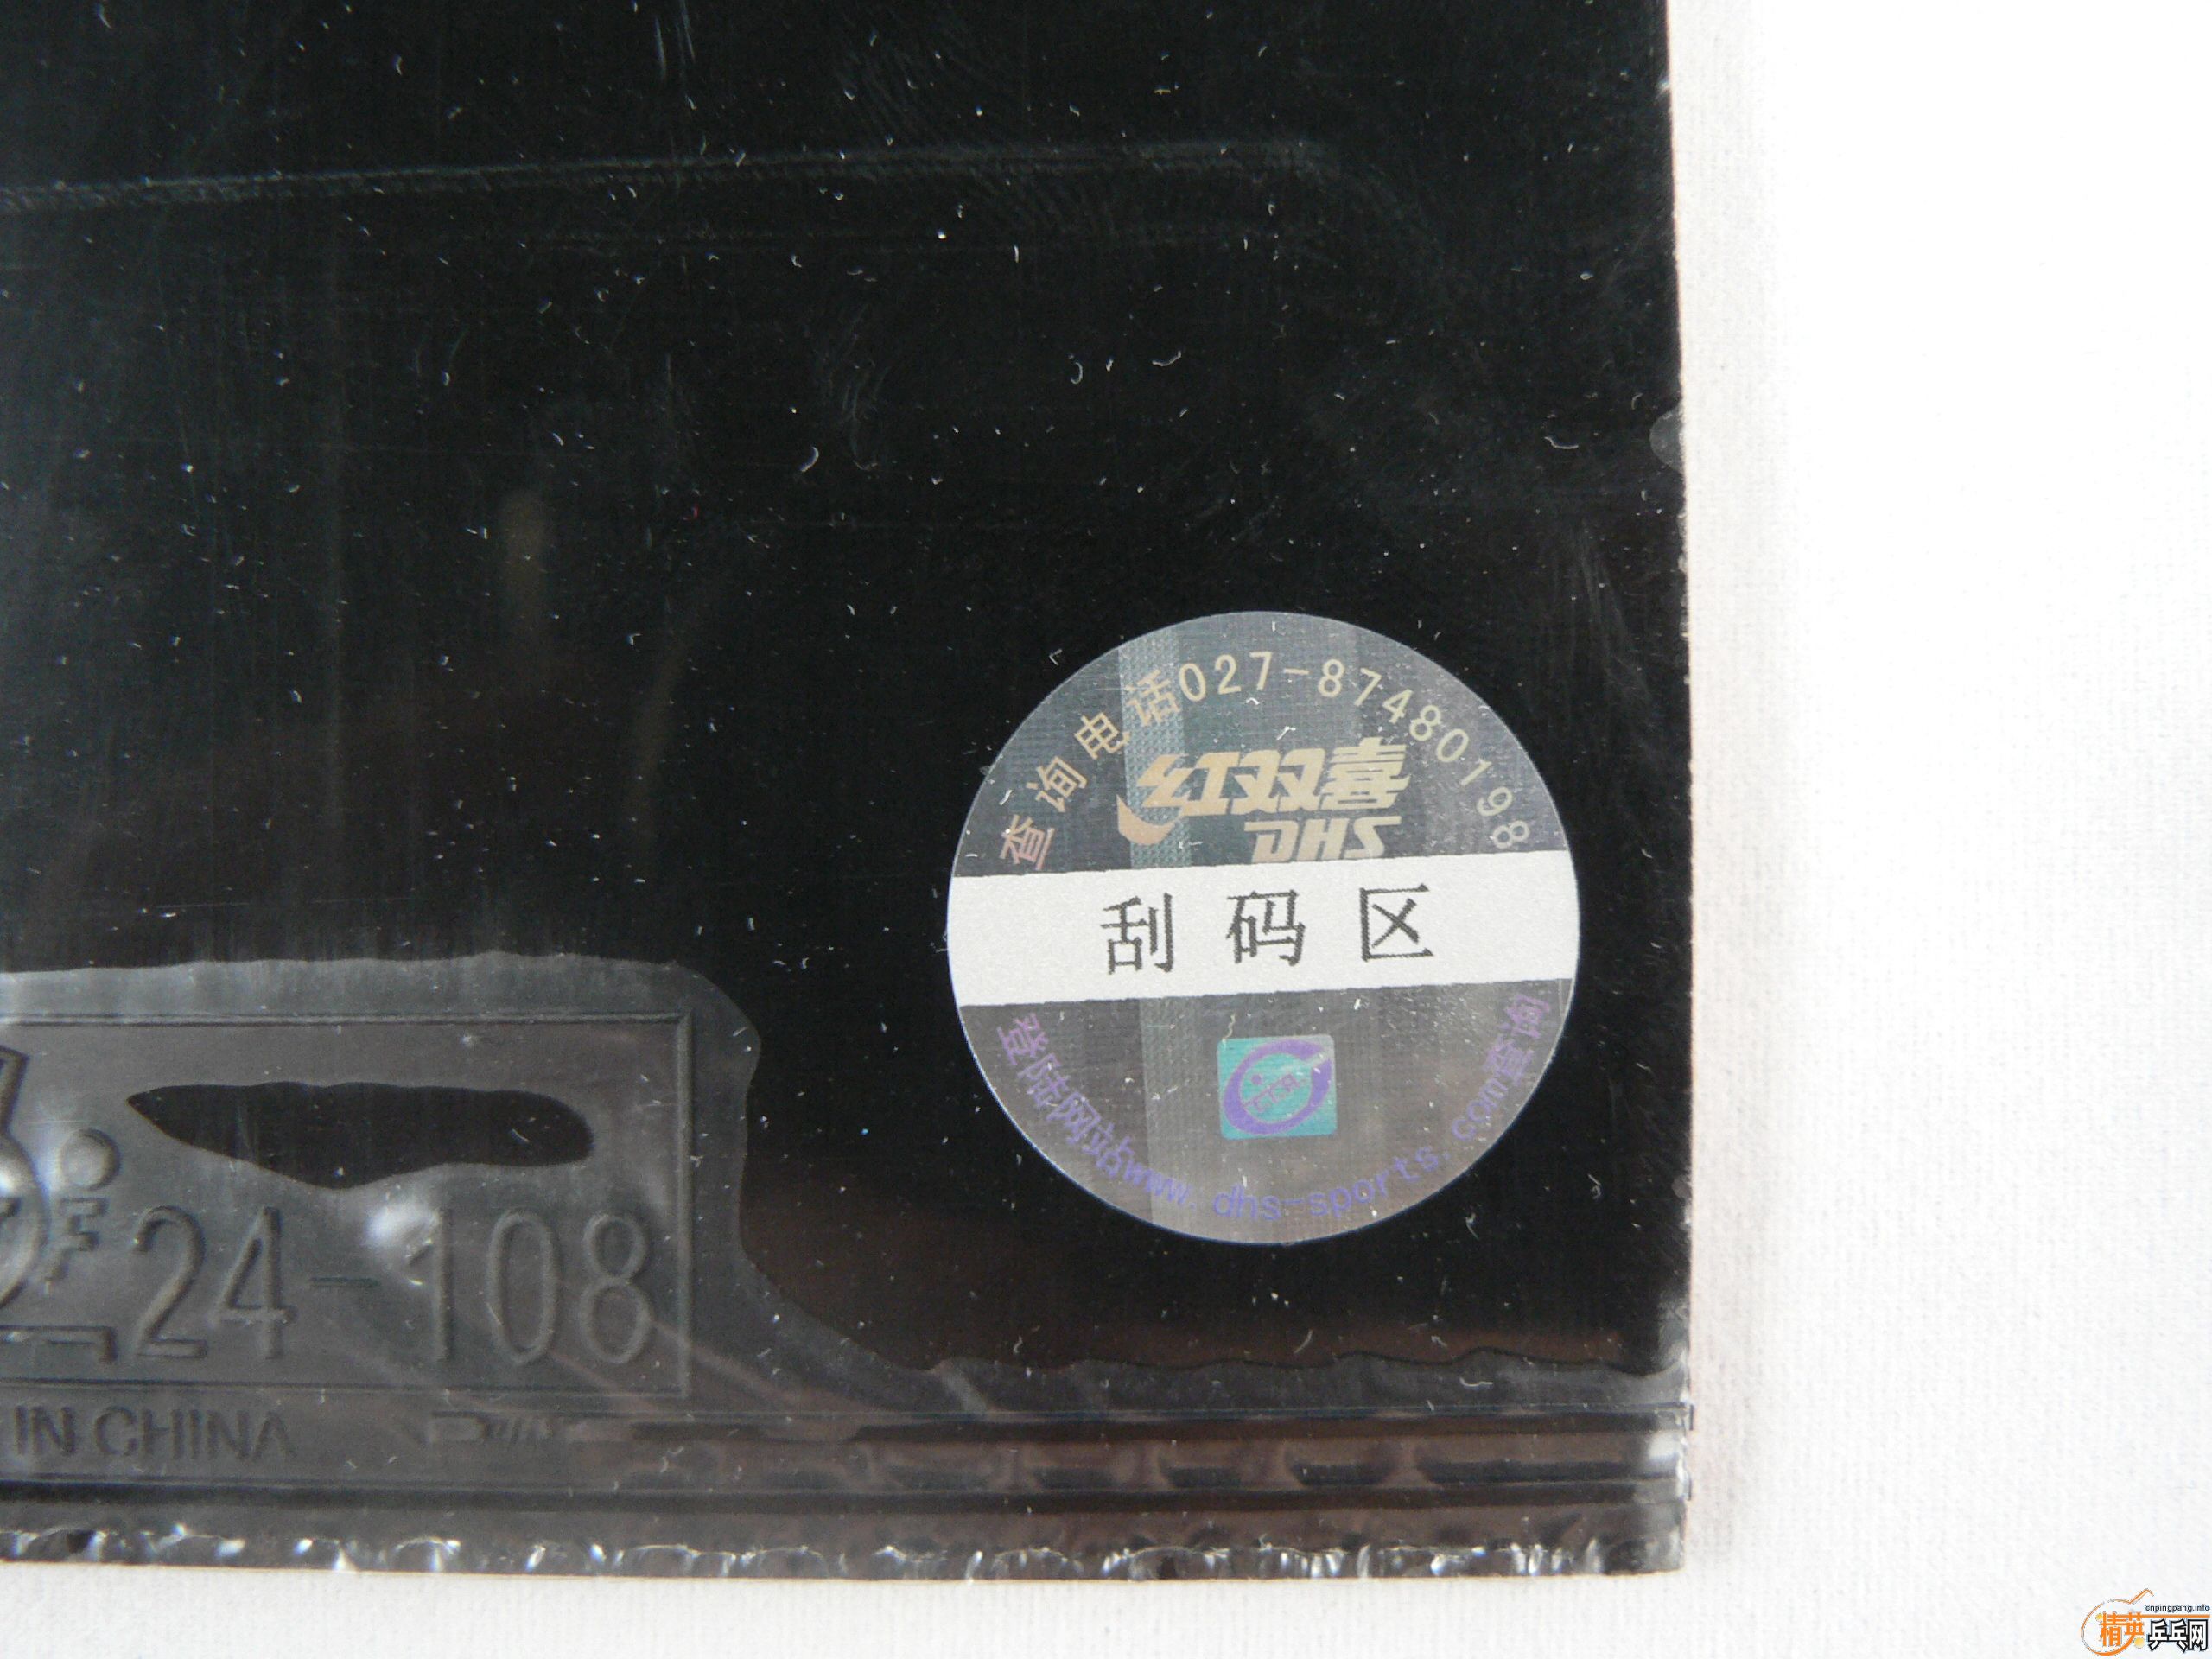 查询电话027-87480198
红双喜
DHS
刮码区
登陆网站www.dhs-sports.com查询
24-108
IN CHINA
cnpingpang.info
精英乒乓网